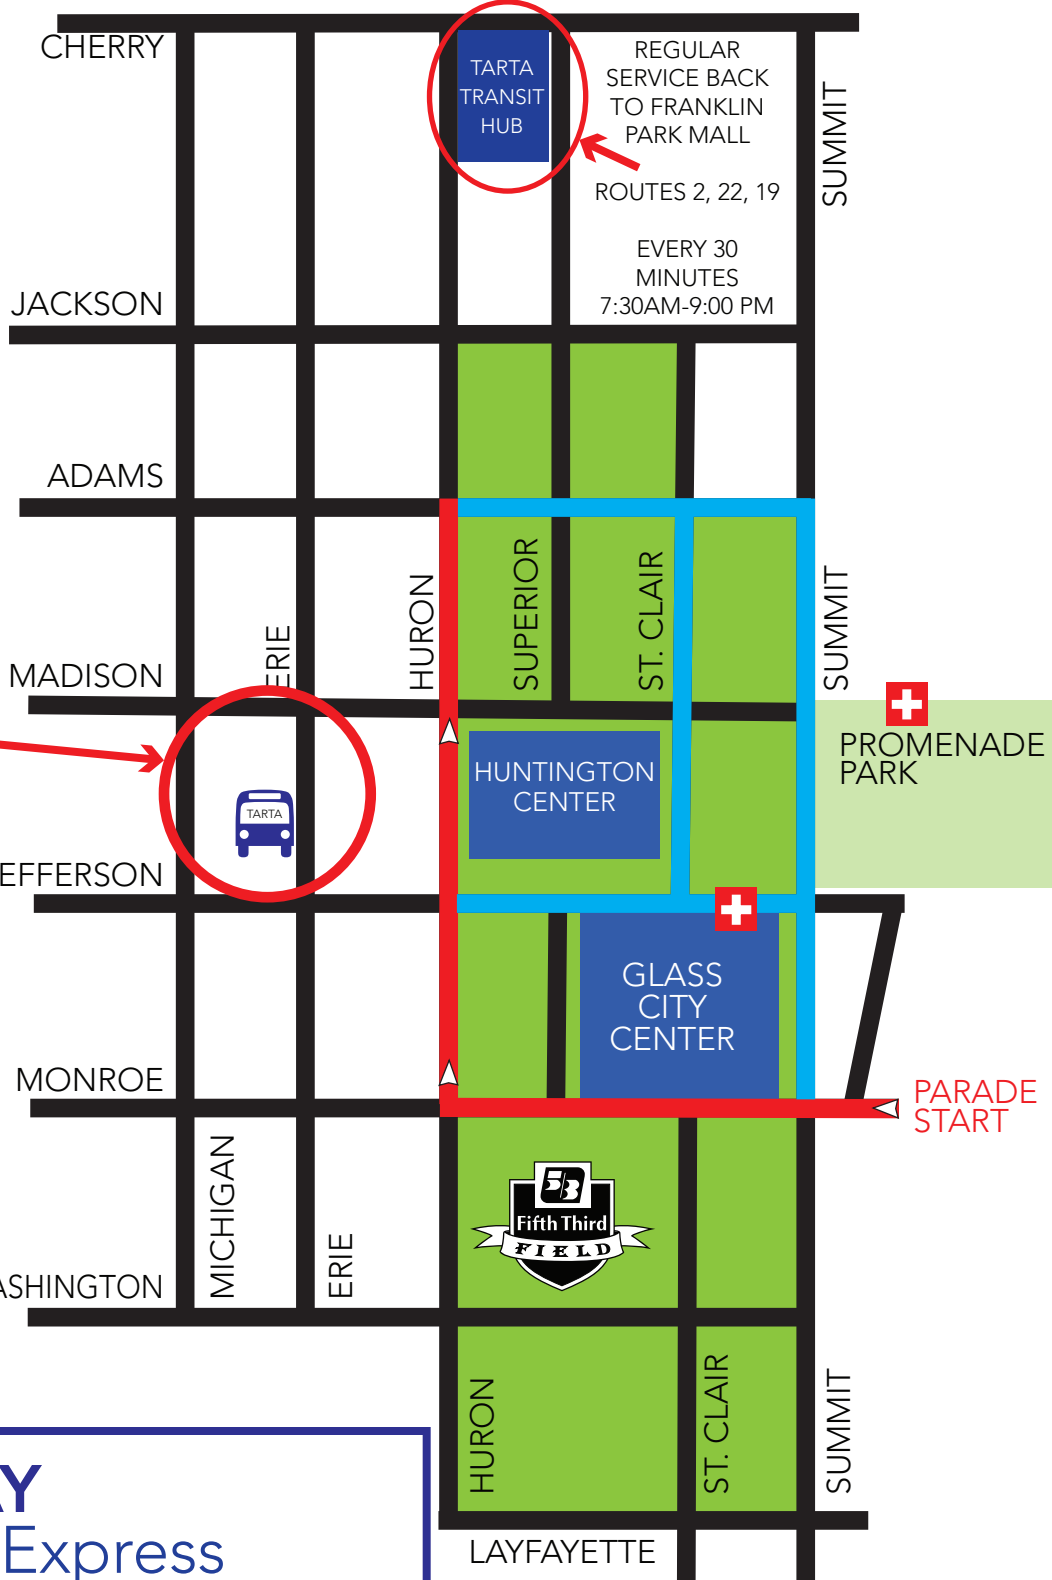 CHERRY
TARTA
TRANSIT
HUB
REGULAR
SERVICE BACK
TO FRANKLIN
PARK MALL
ROUTES 2, 22, 19
EVERY 30
MINUTES
7:30AM-9:00 PM
SUMMIT
JACKSON
ADAMS
HURON
SUPERIOR
ST. CLAIR
SUMMIT
ERIE
MADISON
PROMENADE
PARK
HUNTINGTON
CENTER
TARTA
EFFERSON
GLASS
CITY
CENTER
MONROE
PARADE
START
MICHIGAN
ERIE
53
Fifth Third
FIELD
ASHINGTON
HURON
ST. CLAIR
SUMMIT
AY
Express
LAYFAYETTE